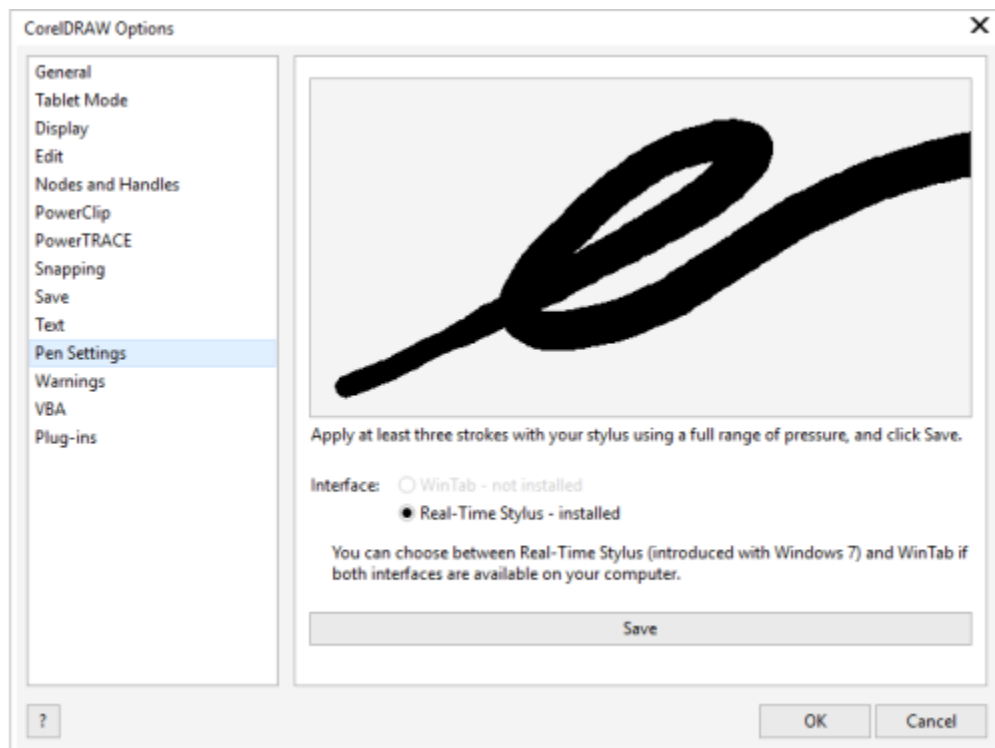 CorelDRAW Options
General
Tablet Mode
Display
Edit
Nodes and Handles
PowerClip
PowerTRACE
Snapping
Save
Text
Pen Settings
Warnings
VBA
Plug-ins
Apply at least three strokes with your stylus using a full range of pressure, and click Save.
Interface: WinTab - not installed
Real-Time Stylus - installed
You can choose between Real-Time Stylus (introduced with Windows 7) and WinTab if
both interfaces are available on your computer.
Save
? OK Cancel